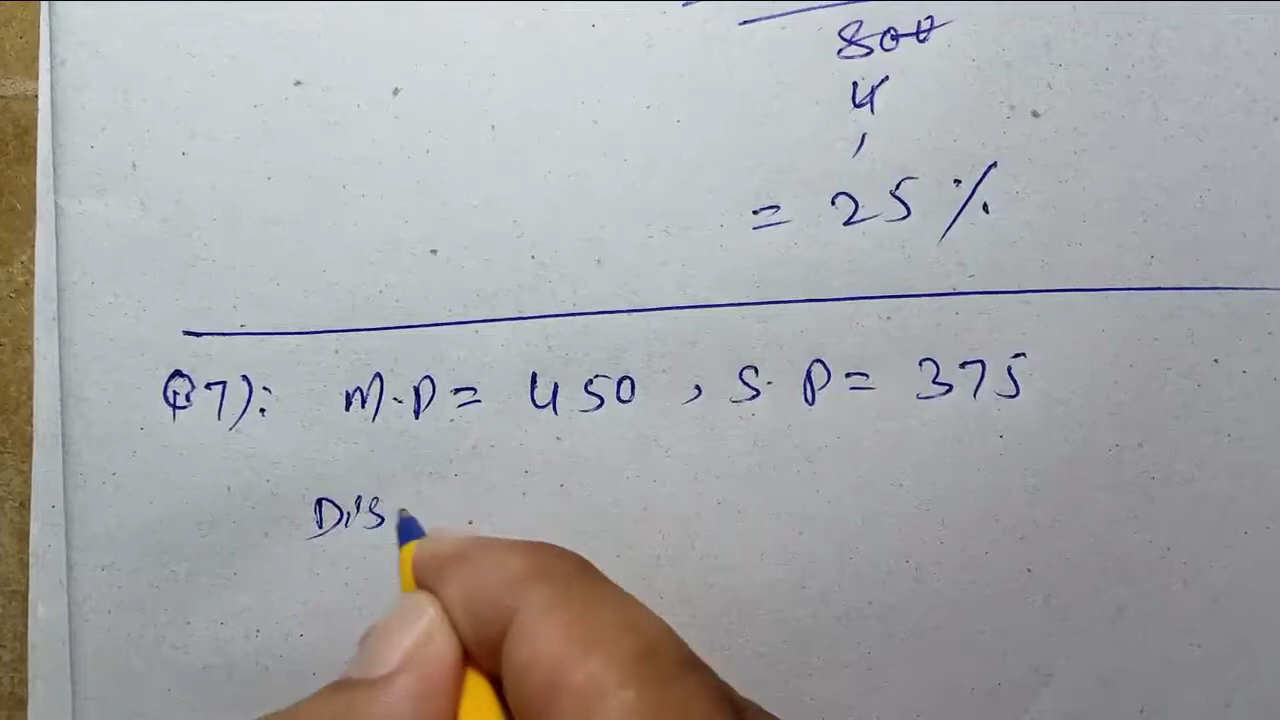 800
4
= 25 %
Q7): M.P = 450 , S.P = 375
Dis